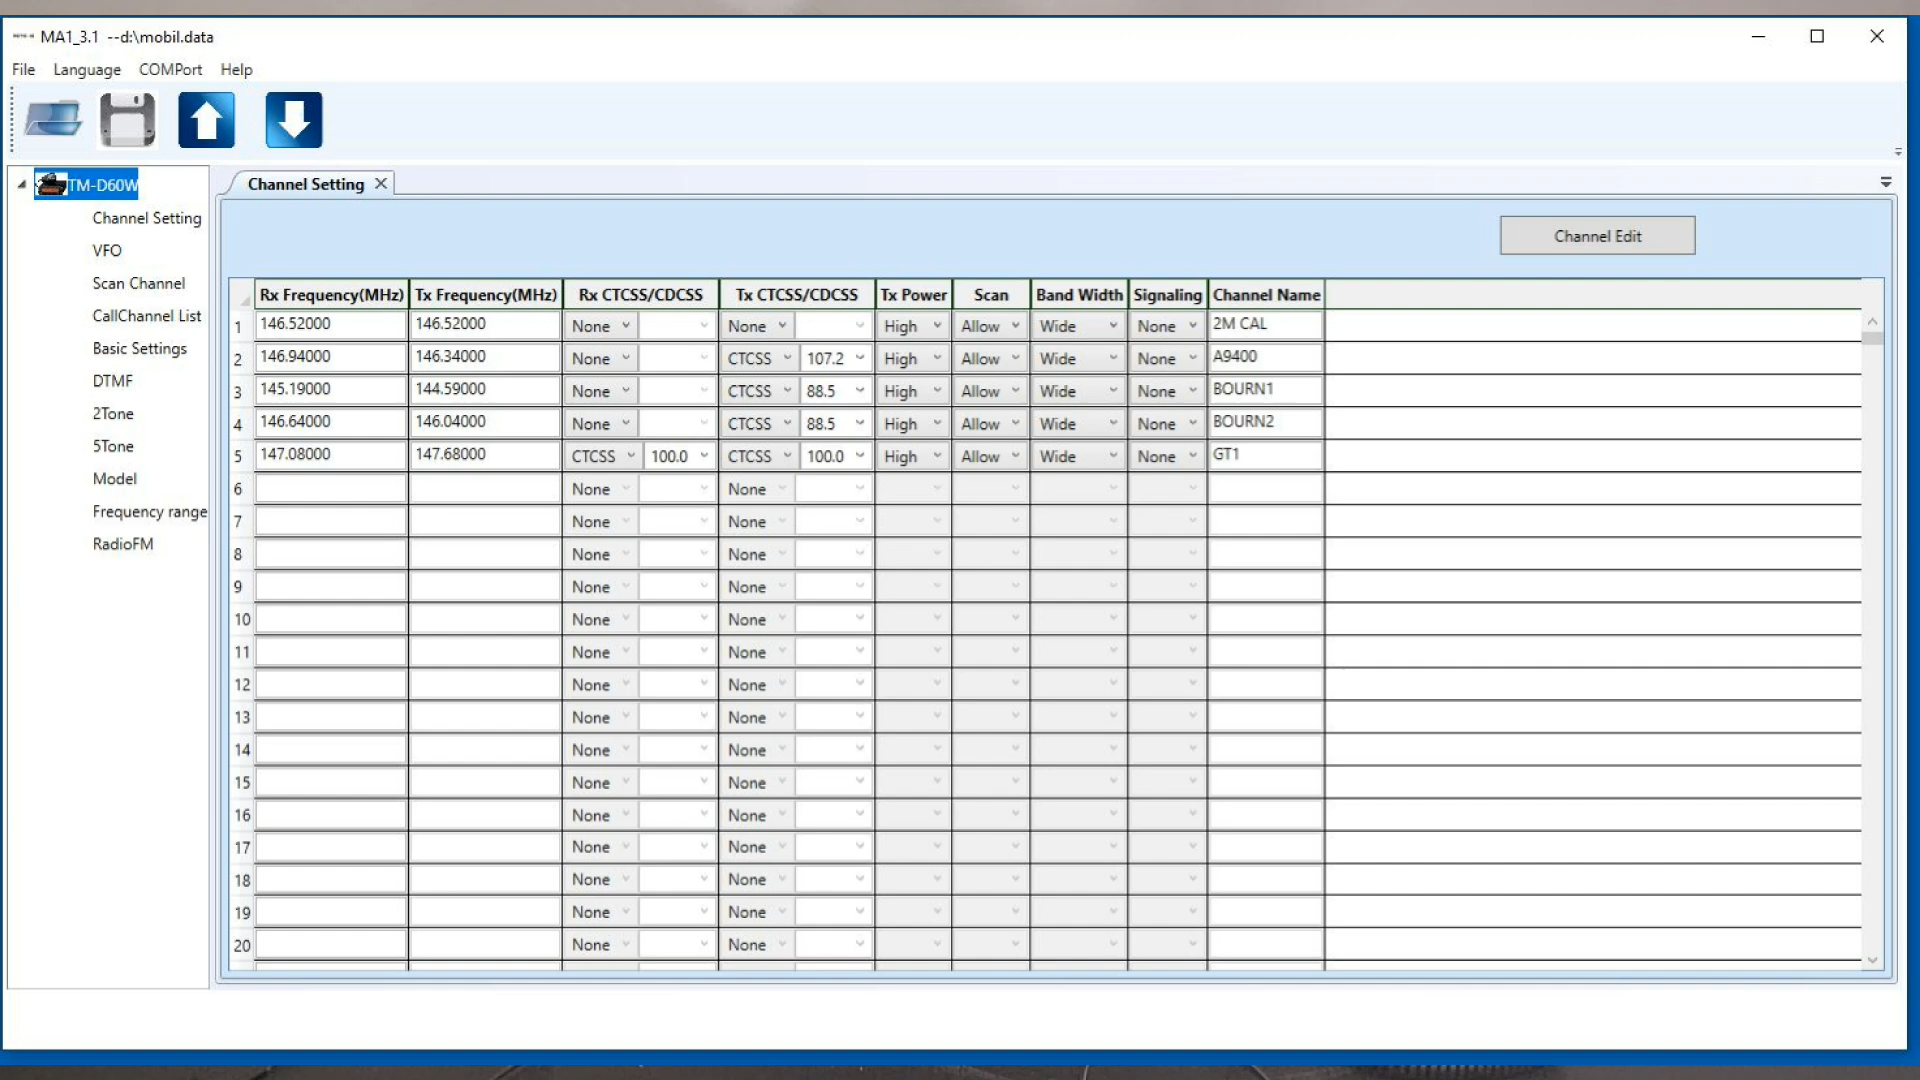 MA1_3.1 --d:\mobil.data
File Language COMPort Help
TM-D60W
Channel Setting
VFO
Scan Channel
CallChannel List
Basic Settings
DTMF
2Tone
5Tone
Model
Frequency range
RadioFM
Channel Setting
Channel Edit
Rx Frequency(MHz) Tx Frequency(MHz) Rx CTCSS/CDCSS Tx CTCSS/CDCSS Tx Power Scan Band Width Signaling Channel Name
1 146.52000 146.52000 None None High Allow Wide None 2M CAL
2 146.94000 146.34000 None CTCSS 107.2 High Allow Wide None A9400
3 145.19000 144.59000 None CTCSS 88.5 High Allow Wide None BOURN1
4 146.64000 146.04000 None CTCSS 88.5 High Allow Wide None BOURN2
5 147.08000 147.68000 CTCSS 100.0 CTCSS 100.0 High Allow Wide None GT1
6 None None
7 None None
8 None None
9 None None
10 None None
11 None None
12 None None
13 None None
14 None None
15 None None
16 None None
17 None None
18 None None
19 None None
20 None None